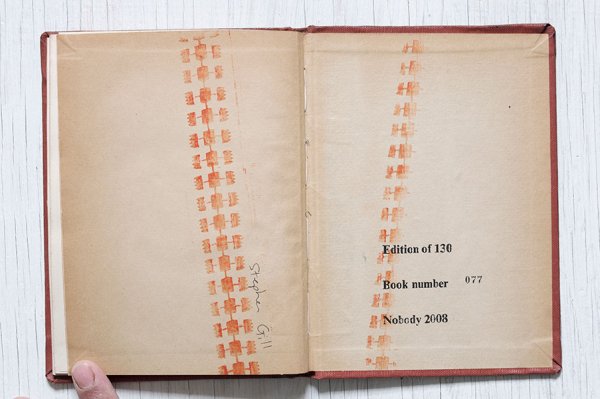 Stephen Gill
Edition of 130
Book number 077
Nobody 2008